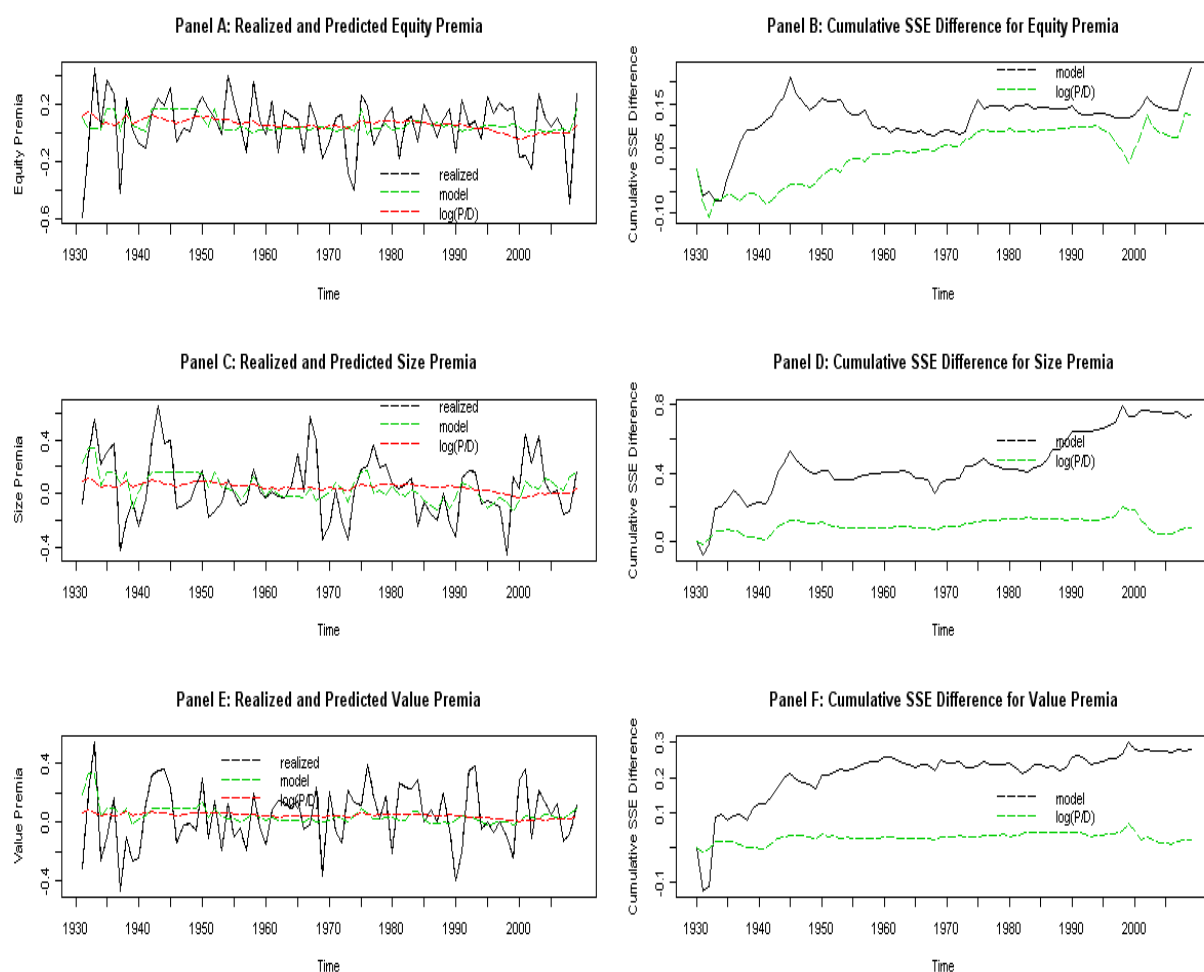 Panel A: Realized and Predicted Equity Premia
Equity Premia
0.2
-0.2
-0.6
realized
model
log(P/D)
1930 1940 1950 1960 1970 1980 1990 2000
Time
Panel B: Cumulative SSE Difference for Equity Premia
Cumulative SSE Difference
0.15
0.05
-0.10
model
log(P/D)
1930 1940 1950 1960 1970 1980 1990 2000
Time
Panel C: Realized and Predicted Size Premia
Size Premia
0.4
0.0
-0.4
realized
model
log(P/D)
1930 1940 1950 1960 1970 1980 1990 2000
Time
Panel D: Cumulative SSE Difference for Size Premia
Cumulative SSE Difference
0.8
0.4
0.0
model
log(P/D)
1930 1940 1950 1960 1970 1980 1990 2000
Time
Panel E: Realized and Predicted Value Premia
Value Premia
0.4
0.0
-0.4
realized
model
log(P/D)
1930 1940 1950 1960 1970 1980 1990 2000
Time
Panel F: Cumulative SSE Difference for Value Premia
Cumulative SSE Difference
0.3
0.2
0.1
-0.1
model
log(P/D)
1930 1940 1950 1960 1970 1980 1990 2000
Time